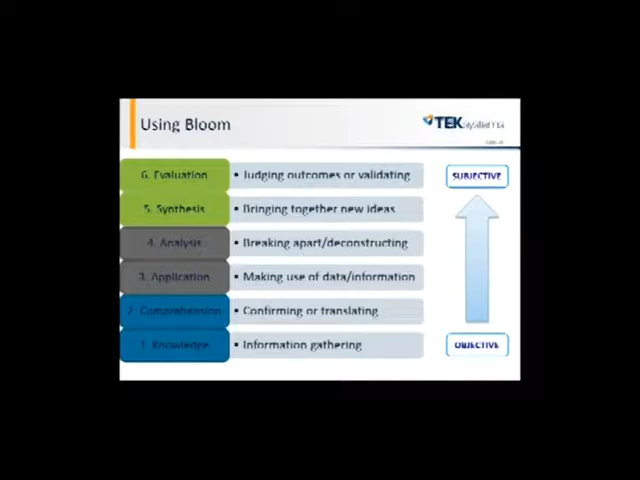 Using Bloom
TEKsystems
6. Evaluation
Judging outcomes or validating
SUBJECTIVE
5. Synthesis
Bringing together new ideas
4. Analysis
Breaking apart/deconstructing
3. Application
Making use of data/information
2. Comprehension
Confirming or translating
1. Knowledge
Information gathering
OBJECTIVE